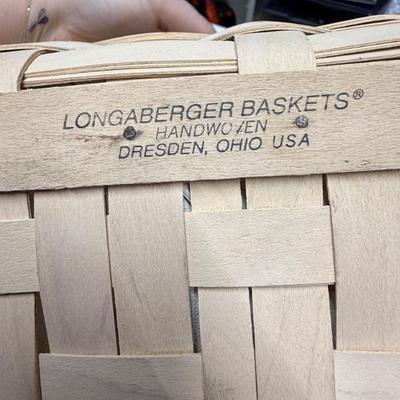 LONGABERGER BASKETS®
HANDWOVEN
DRESDEN, OHIO USA